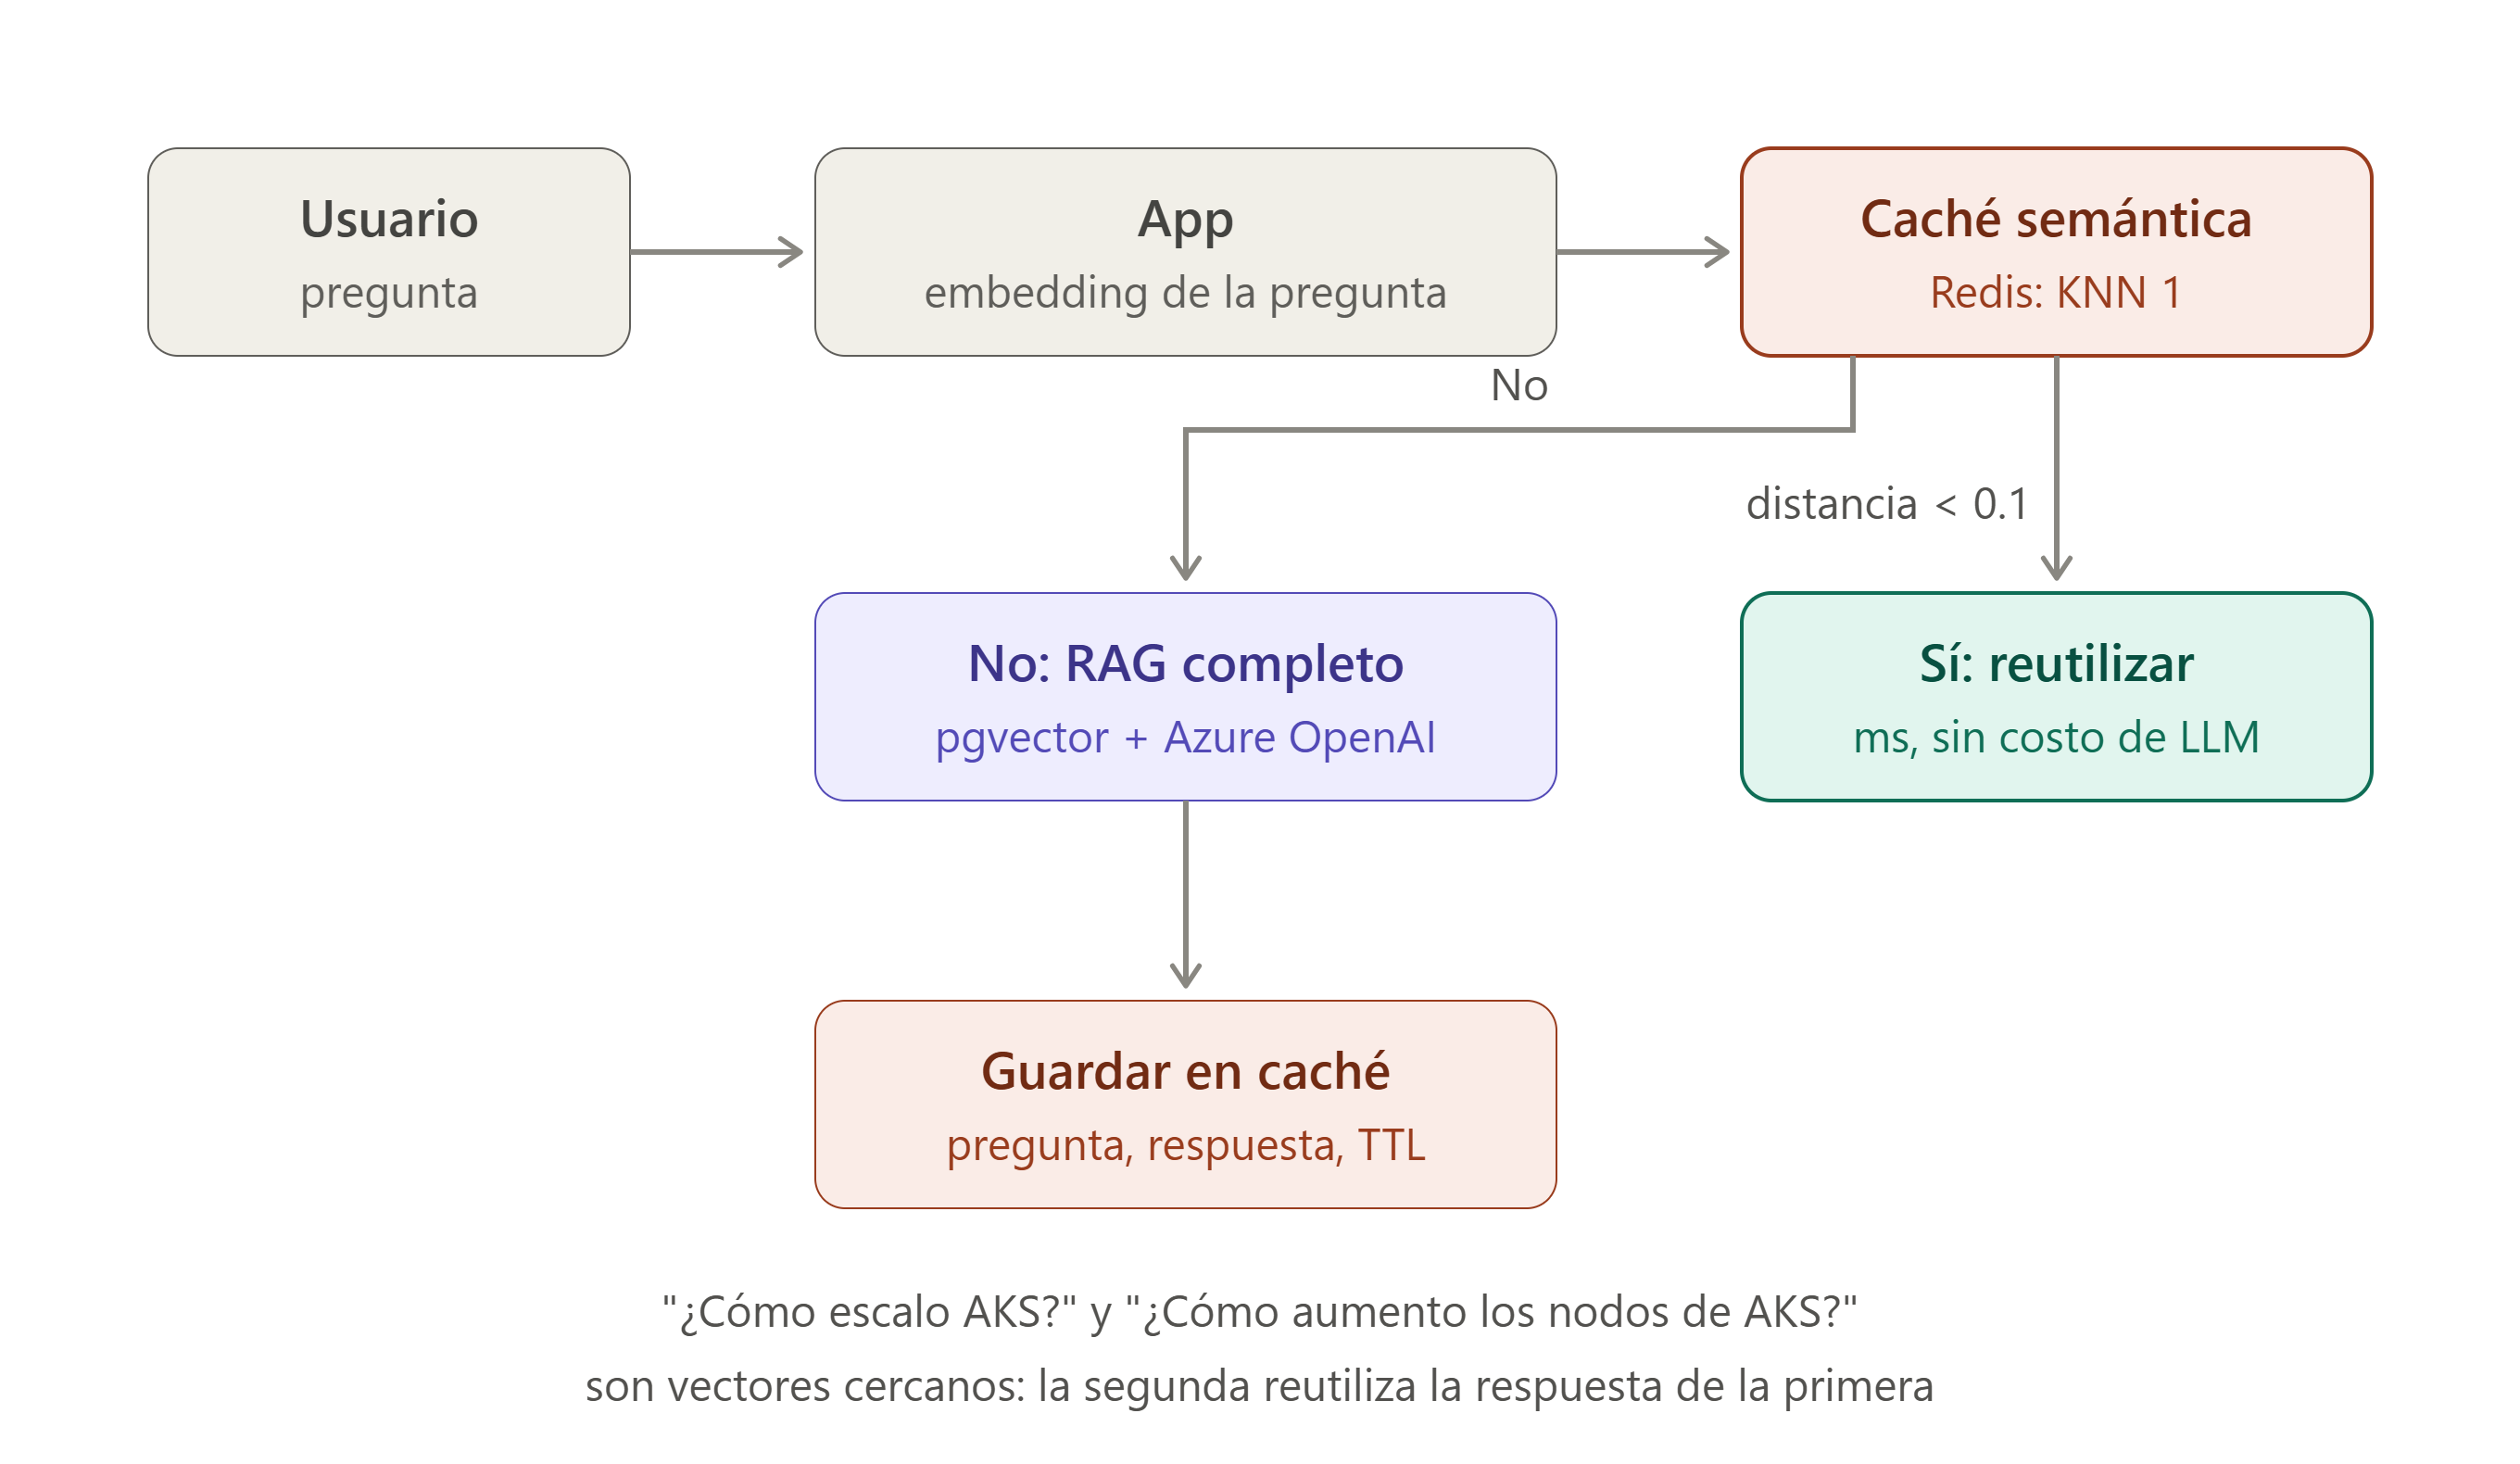 Usuario
pregunta
App
embedding de la pregunta
Caché semántica
Redis: KNN 1
No
distancia < 0.1
No: RAG completo
pgvector + Azure OpenAI
Sí: reutilizar
ms, sin costo de LLM
Guardar en caché
pregunta, respuesta, TTL
"¿Cómo escalo AKS?" y "¿Cómo aumento los nodos de AKS?"
son vectores cercanos: la segunda reutiliza la respuesta de la primera